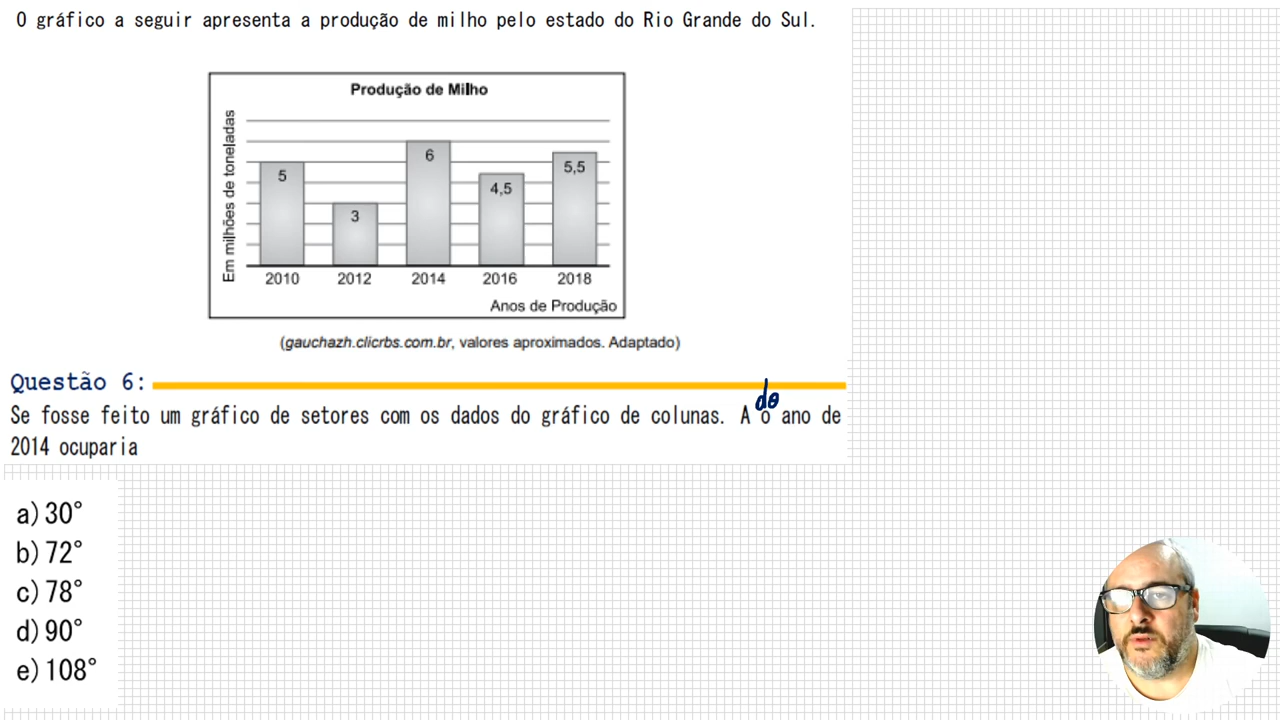 O gráfico a seguir apresenta a produção de milho pelo estado do Rio Grande do Sul.
Produção de Milho
Em milhões de toneladas
5
3
6
4,5
5,5
2010 2012 2014 2016 2018
Anos de Produção
(gauchazh.clicrbs.com.br, valores aproximados. Adaptado)
Questão 6:
de
Se fosse feito um gráfico de setores com os dados do gráfico de colunas. A o ano de
2014 ocuparia
a) 30°
b) 72°
c) 78°
d) 90°
e) 108°